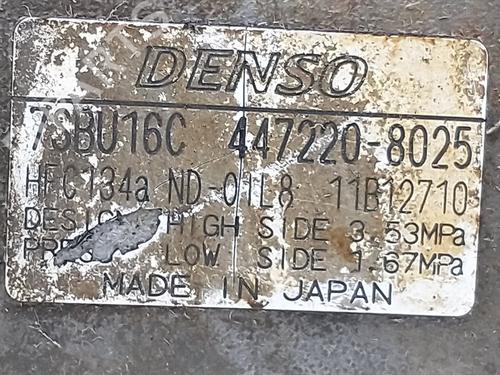 DENSO
7SBU16C 447220-8025
HFC134a ND-OIL8 11B12710
DESIGN HIGH SIDE 3.53MPa
LOW SIDE 1.67MPa
MADE IN JAPAN